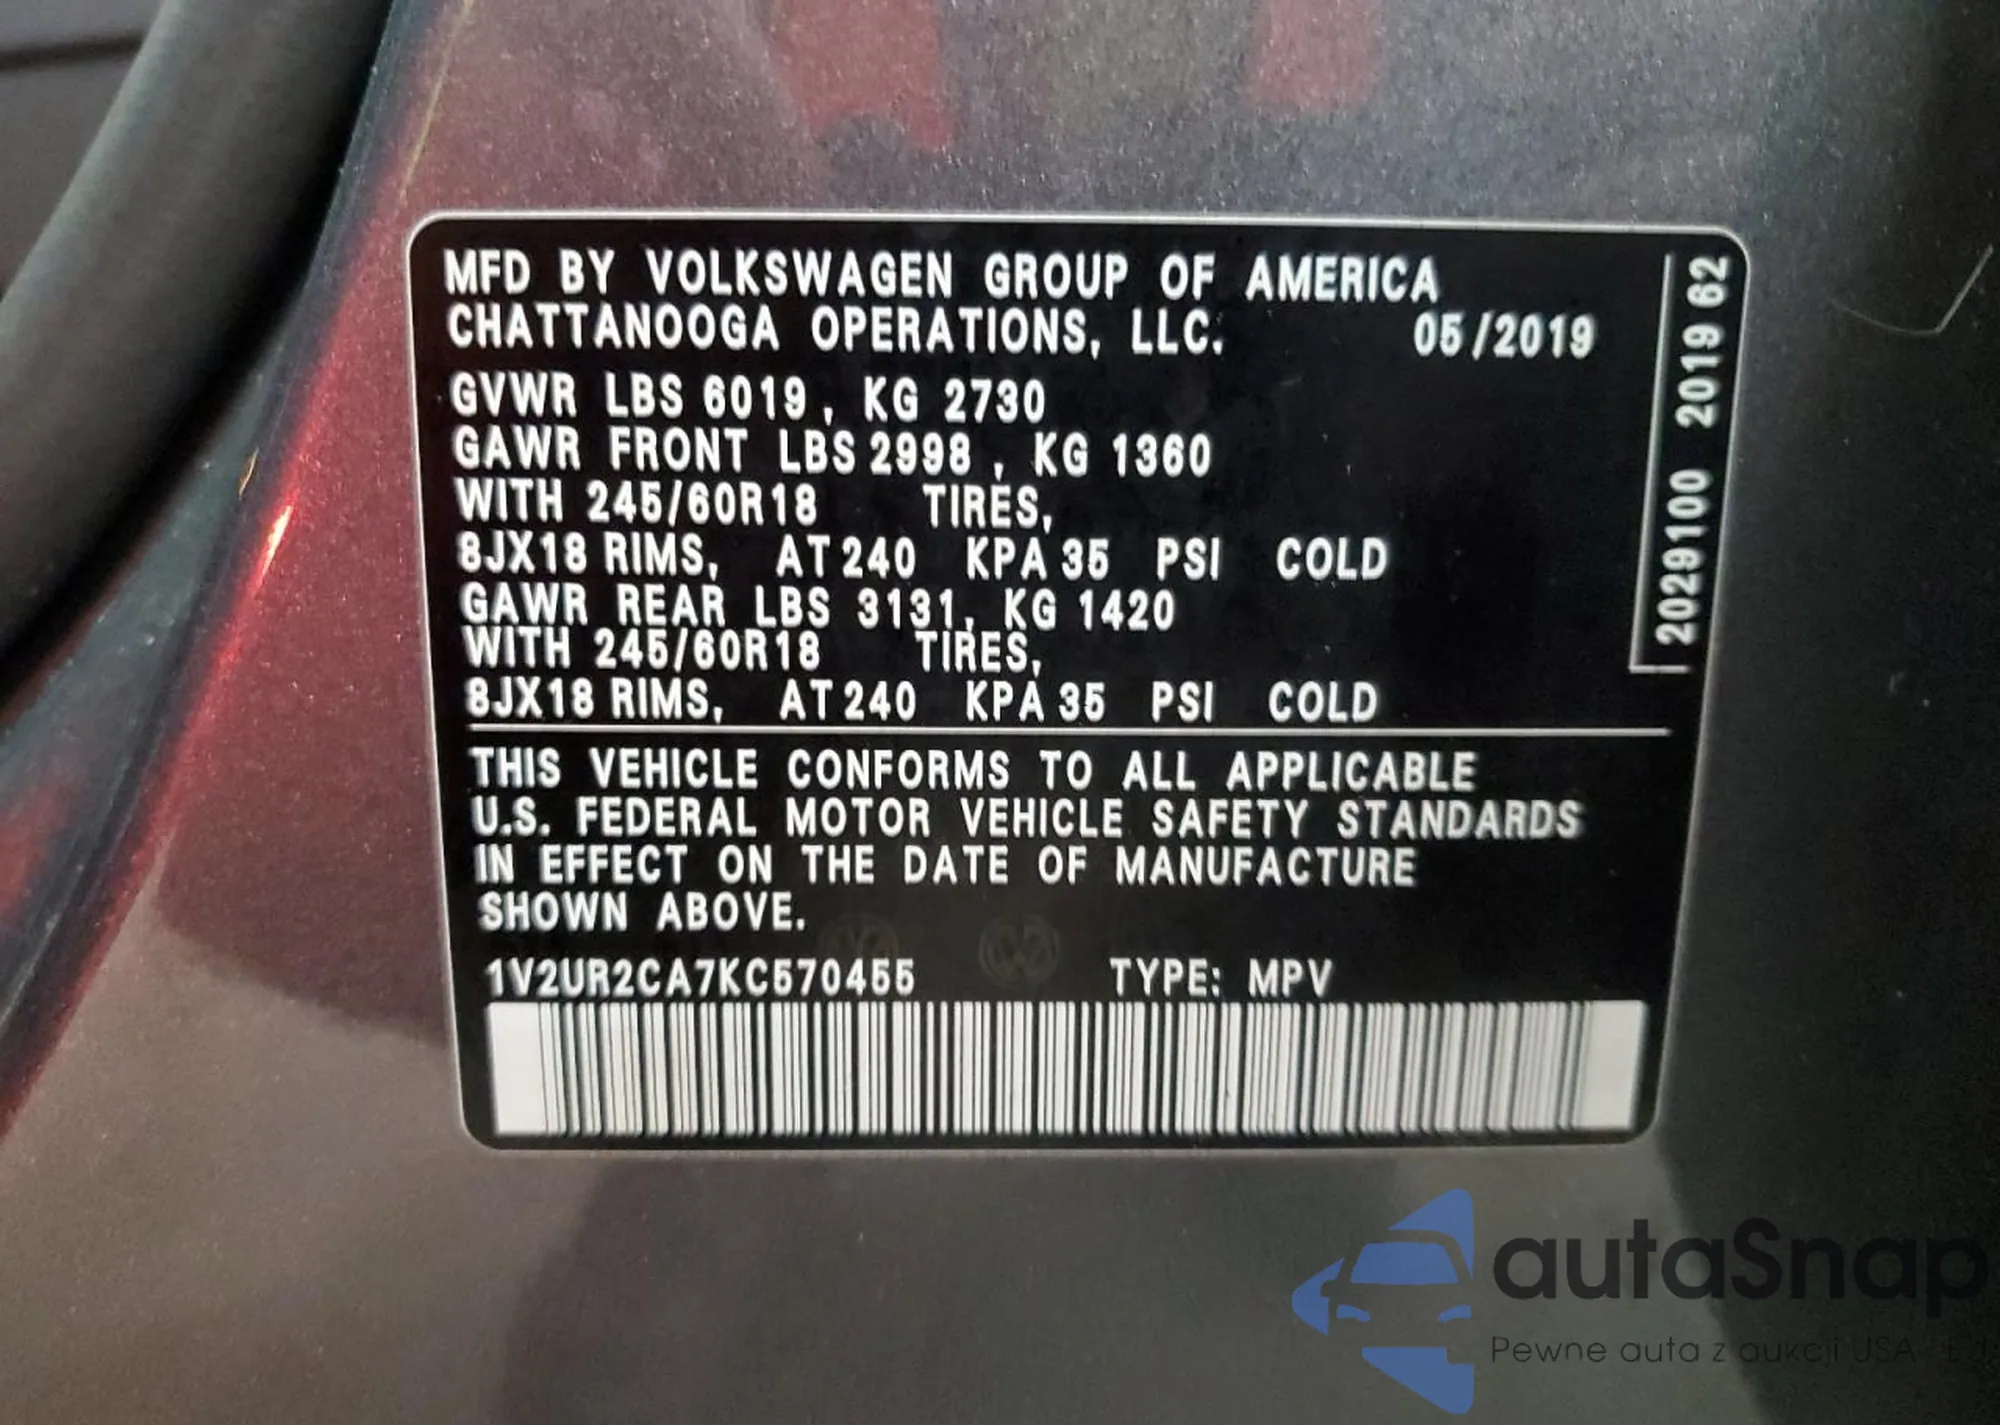 MFD BY VOLKSWAGEN GROUP OF AMERICA
CHATTANOOGA OPERATIONS, LLC. 05/2019
GVWR LBS 6019, KG 2730
GAWR FRONT LBS 2998, KG 1360
WITH 245/60R18 TIRES,
8JX18 RIMS, AT 240 KPA 35 PSI COLD
GAWR REAR LBS 3131, KG 1420
WITH 245/60R18 TIRES,
8JX18 RIMS, AT 240 KPA 35 PSI COLD
THIS VEHICLE CONFORMS TO ALL APPLICABLE
U.S. FEDERAL MOTOR VEHICLE SAFETY STANDARDS
IN EFFECT ON THE DATE OF MANUFACTURE
SHOWN ABOVE.
1V2UR2CA7KC570455 TYPE: MPV
2029100 2019 62
autaSnap
Pewne auta z aukcji USA